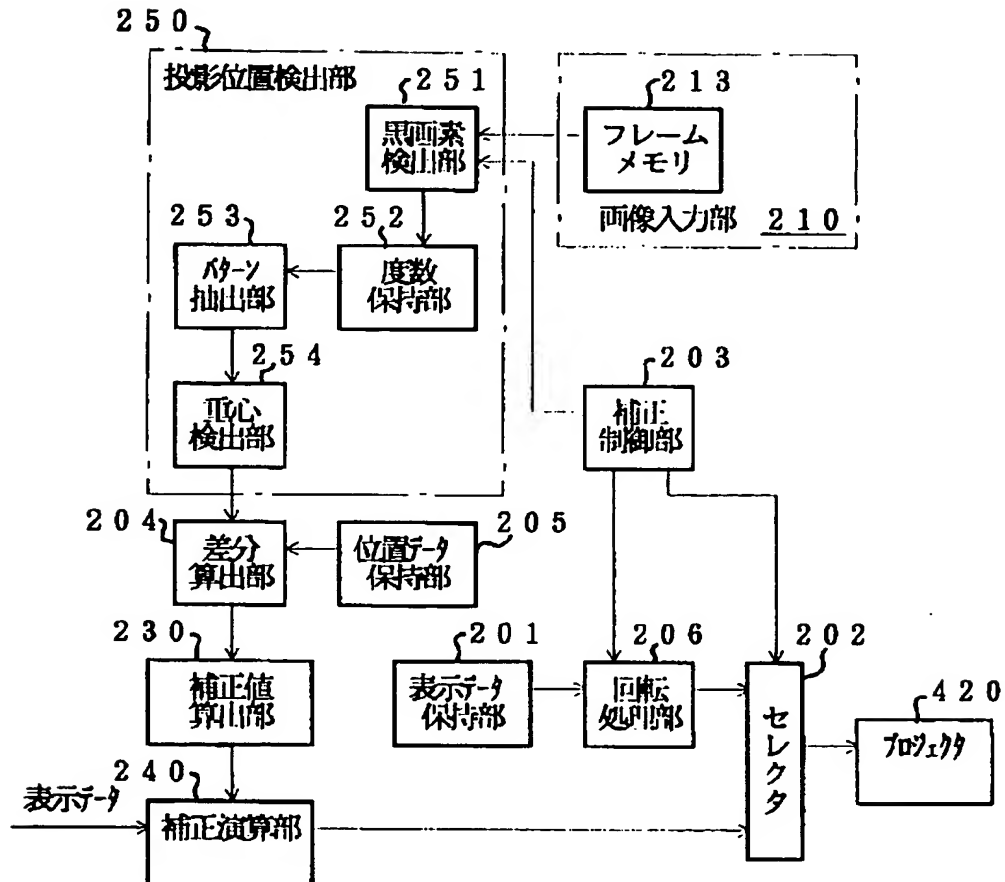 250
投影位置検出部
251
黒画素
検出部
213
フレーム
メモリ
画像入力部 210
253
パターン
抽出部
252
度数
保持部
254
重心
検出部
203
補正
制御部
204
差分
算出部
205
位置データ
保持部
230
補正値
算出部
201
表示データ
保持部
206
回転
処理部
202
セレクタ
420
プロジェクタ
表示データ
240
補正演算部